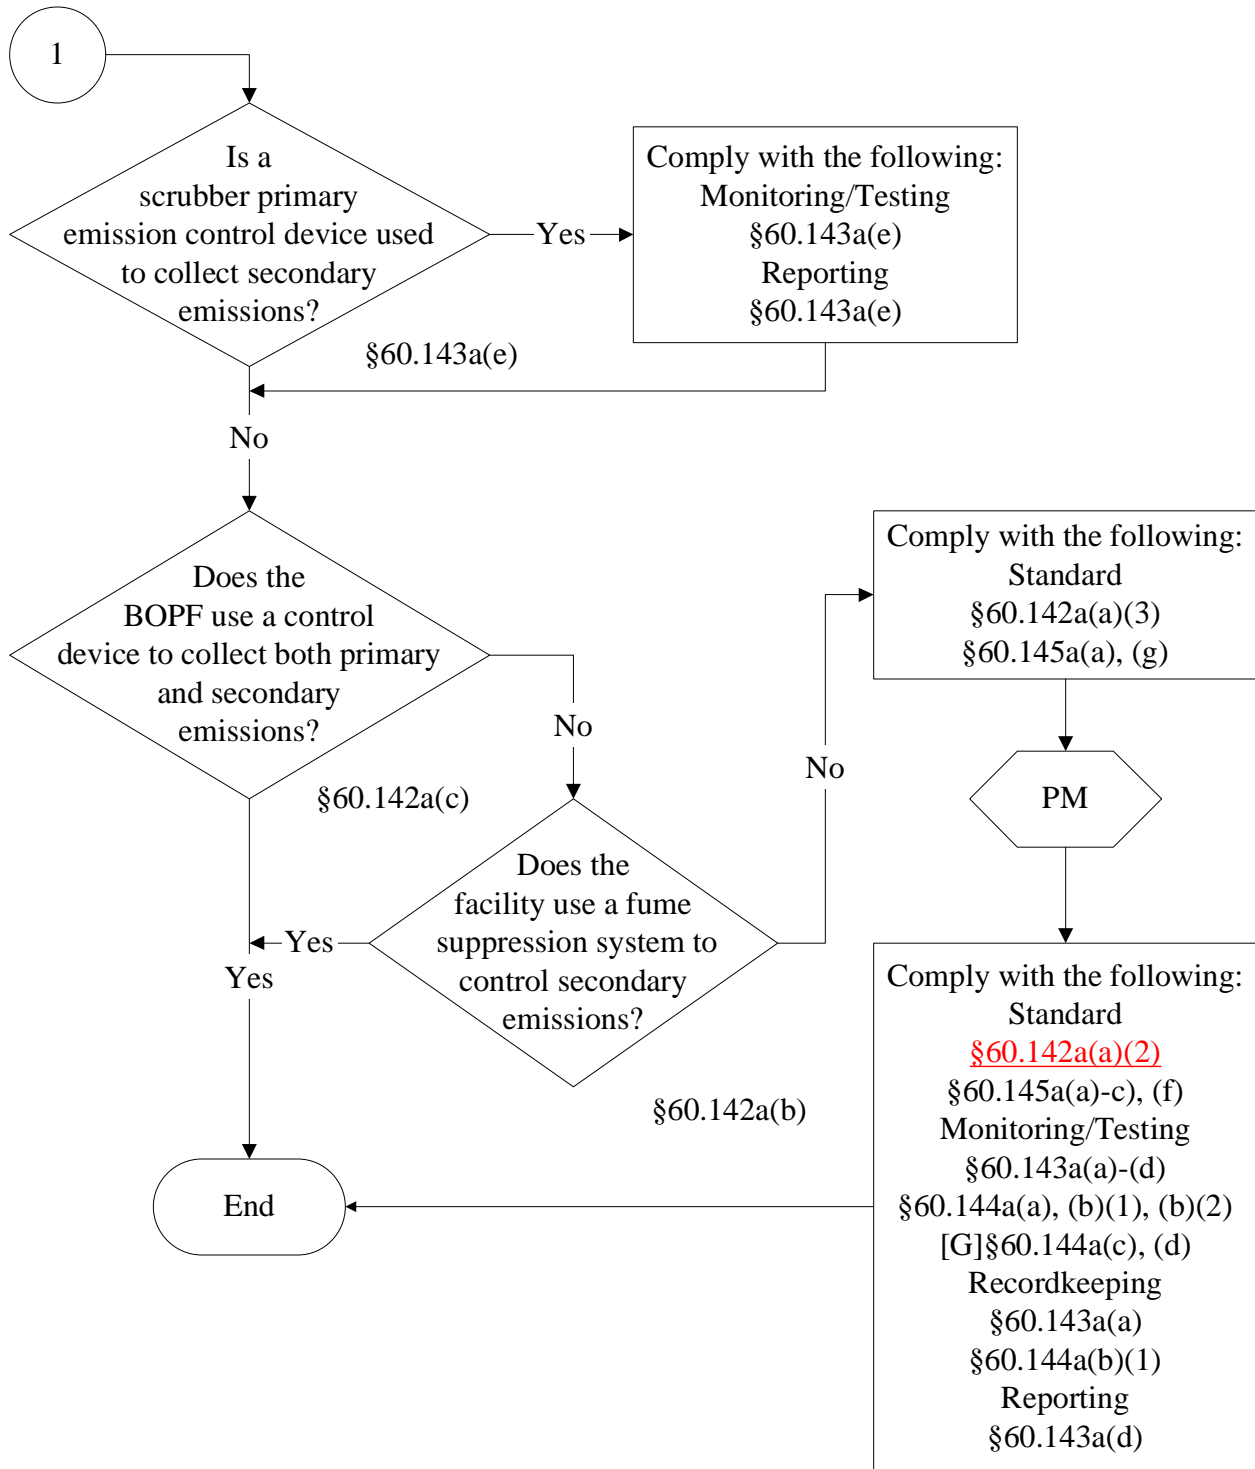 1
Is a
scrubber primary
emission control device used
to collect secondary
emissions?
§60.143a(e)
Yes
Comply with the following:
Monitoring/Testing
§60.143a(e)
Reporting
§60.143a(e)
No
Does the
BOPF use a control
device to collect both primary
and secondary
emissions?
§60.142a(c)
No
Yes
Does the
facility use a fume
suppression system to
control secondary
emissions?
§60.142a(b)
Yes
No
Comply with the following:
Standard
§60.142a(a)(3)
§60.145a(a), (g)
PM
Comply with the following:
Standard
§60.142a(a)(2)
§60.145a(a)-c), (f)
Monitoring/Testing
§60.143a(a)-(d)
§60.144a(a), (b)(1), (b)(2)
[G]§60.144a(c), (d)
Recordkeeping
§60.143a(a)
§60.144a(b)(1)
Reporting
§60.143a(d)
End